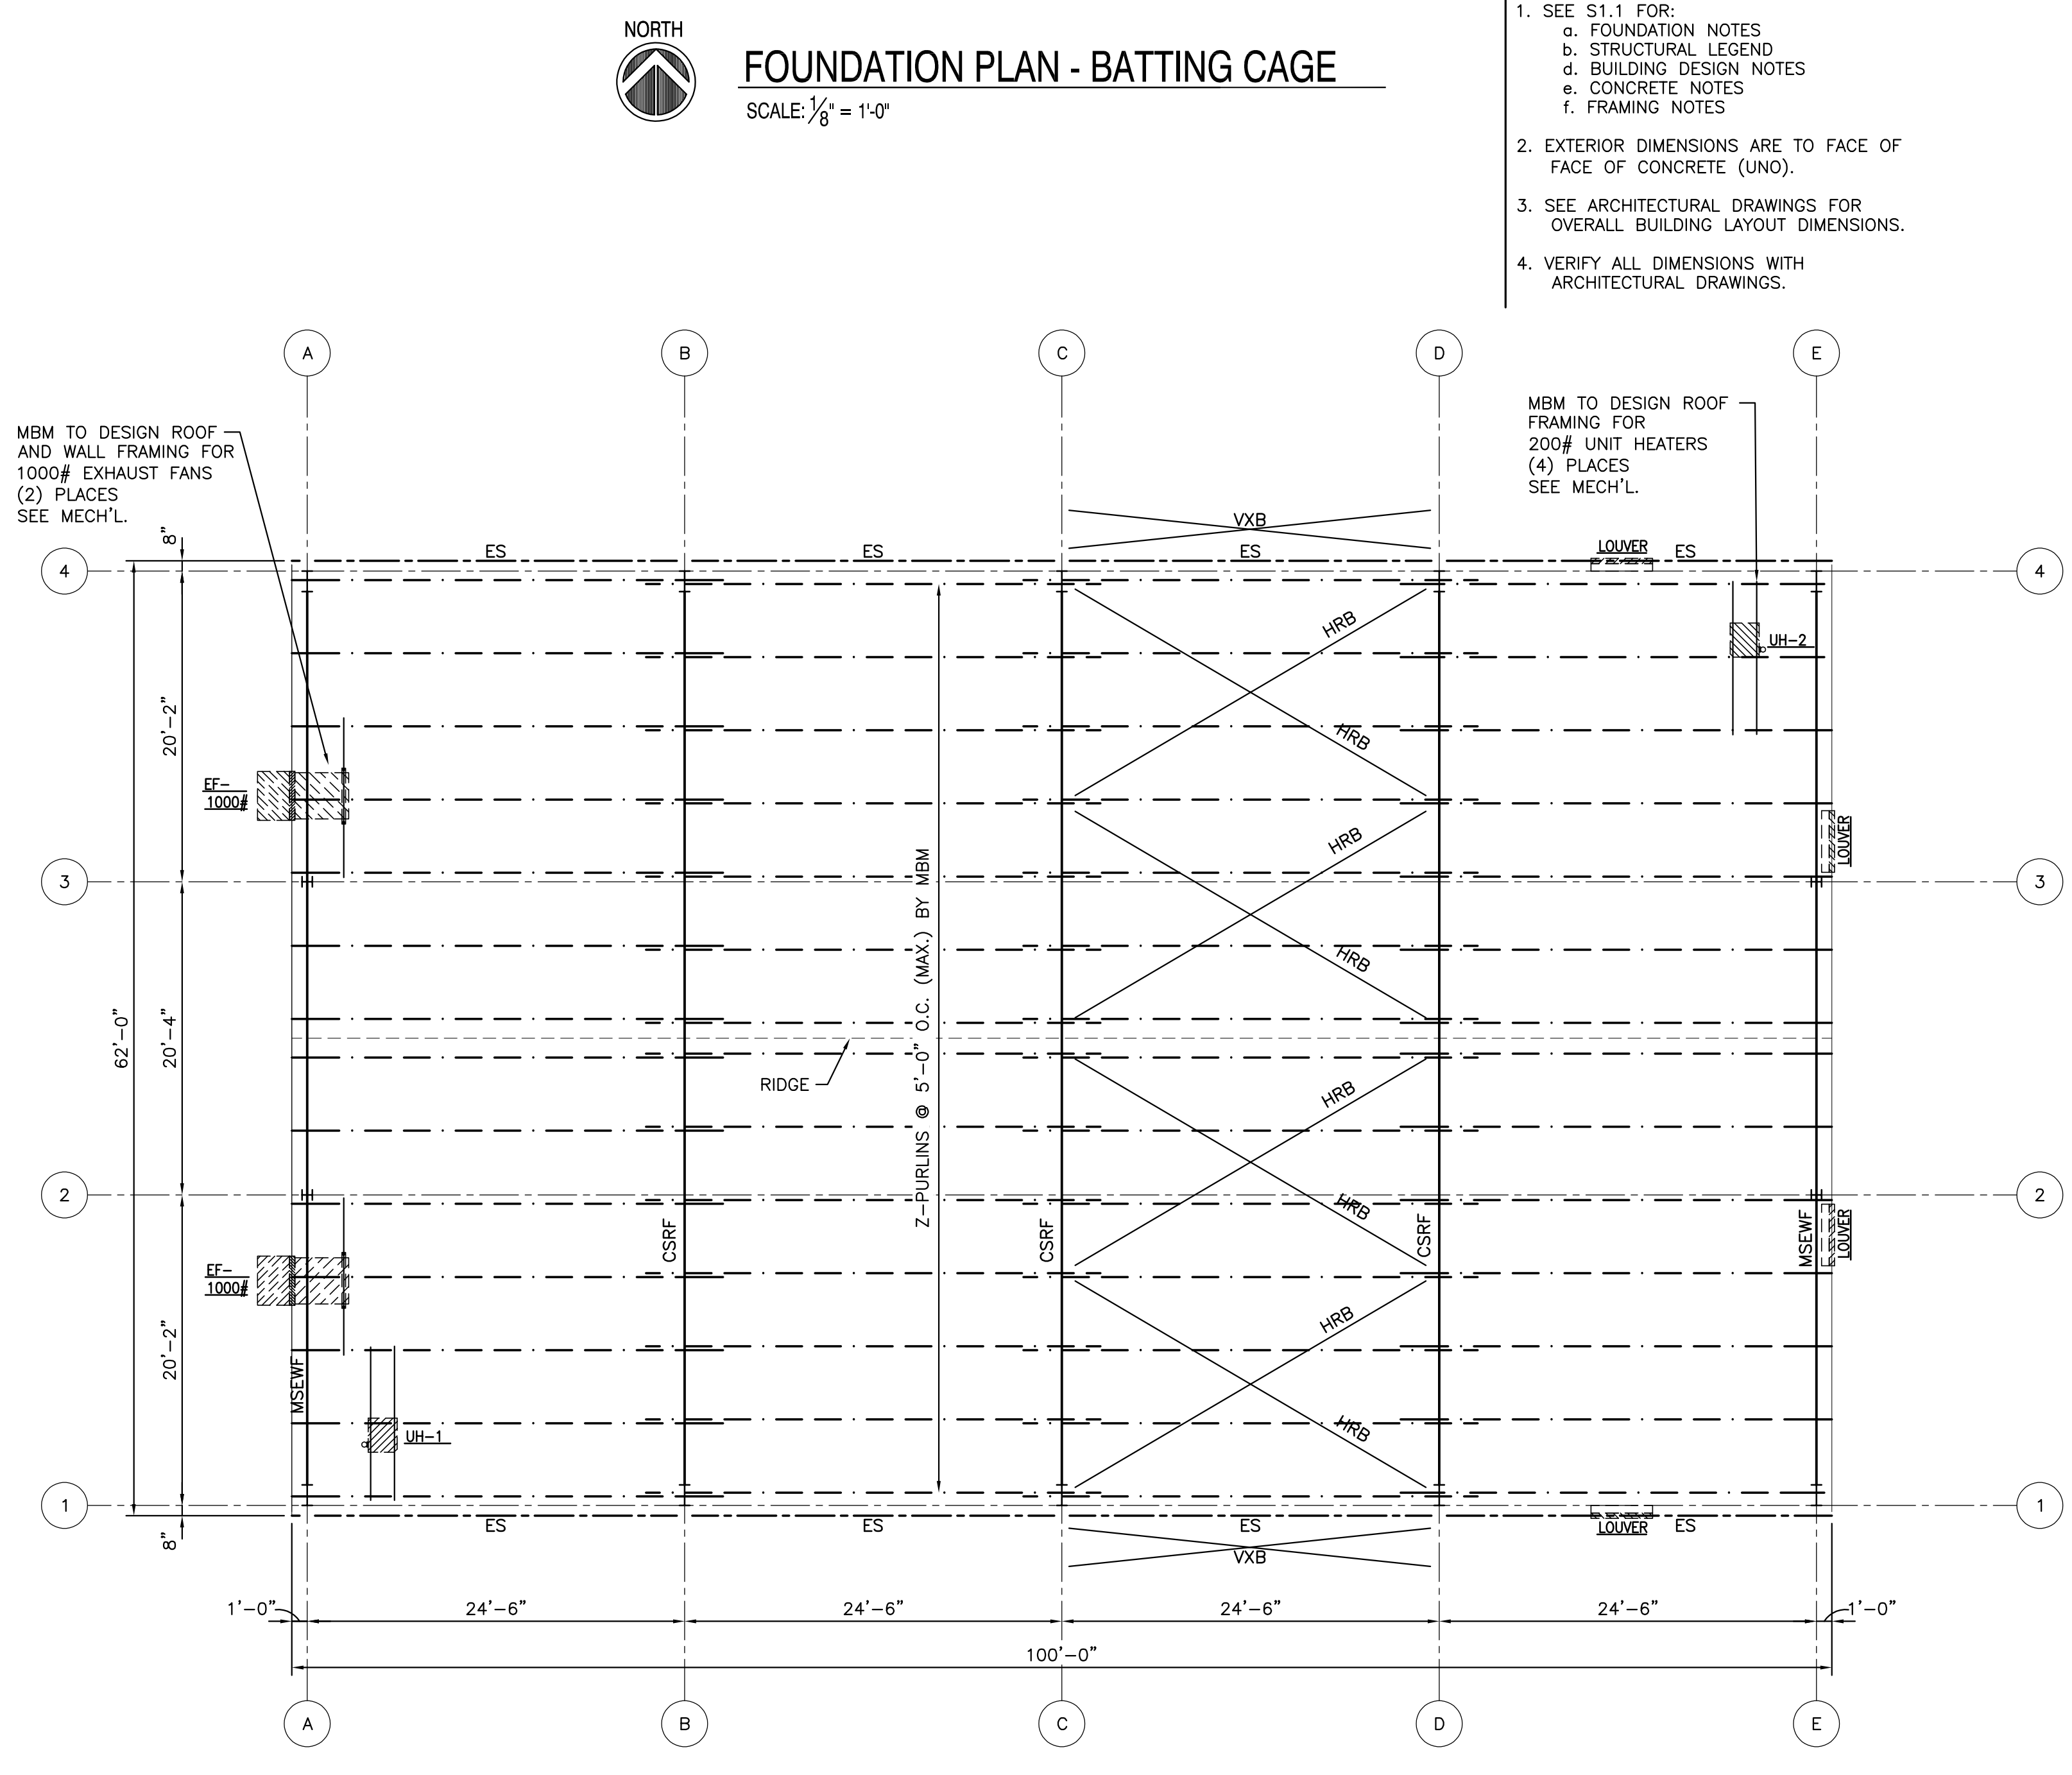 NORTH
FOUNDATION PLAN - BATTING CAGE
SCALE: 1/8" = 1'-0"
1. SEE S1.1 FOR:
a. FOUNDATION NOTES
b. STRUCTURAL LEGEND
d. BUILDING DESIGN NOTES
e. CONCRETE NOTES
f. FRAMING NOTES
2. EXTERIOR DIMENSIONS ARE TO FACE OF
FACE OF CONCRETE (UNO).
3. SEE ARCHITECTURAL DRAWINGS FOR
OVERALL BUILDING LAYOUT DIMENSIONS.
4. VERIFY ALL DIMENSIONS WITH
ARCHITECTURAL DRAWINGS.
A
B
C
D
E
MBM TO DESIGN ROOF
AND WALL FRAMING FOR
1000# EXHAUST FANS
(2) PLACES
SEE MECH'L.
MBM TO DESIGN ROOF
FRAMING FOR
200# UNIT HEATERS
(4) PLACES
SEE MECH'L.
VXB
8"
ES
ES
ES
LOUVER
ES
4
4
HRB
UH-2
20'-2"
HRB
EF-
1000#
HRB
LOUVER
3
3
Z-PURLINS @ 5'-0" O.C. (MAX.) BY MBM
HRB
62'-0"
20'-4"
RIDGE
HRB
2
2
HRB
CSRF
CSRF
CSRF
MSEWF
LOUVER
EF-
1000#
HRB
20'-2"
MSEWF
UH-1
HRB
1
1
8"
ES
ES
ES
LOUVER
ES
VXB
1'-0"
24'-6"
24'-6"
24'-6"
24'-6"
1'-0"
100'-0"
A
B
C
D
E